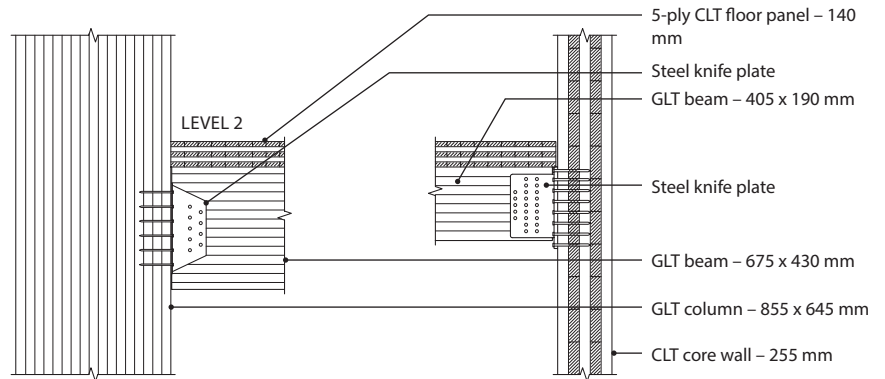 5-ply CLT floor panel – 140
mm
Steel knife plate
GLT beam – 405 x 190 mm
LEVEL 2
Steel knife plate
GLT beam – 675 x 430 mm
GLT column – 855 x 645 mm
CLT core wall – 255 mm